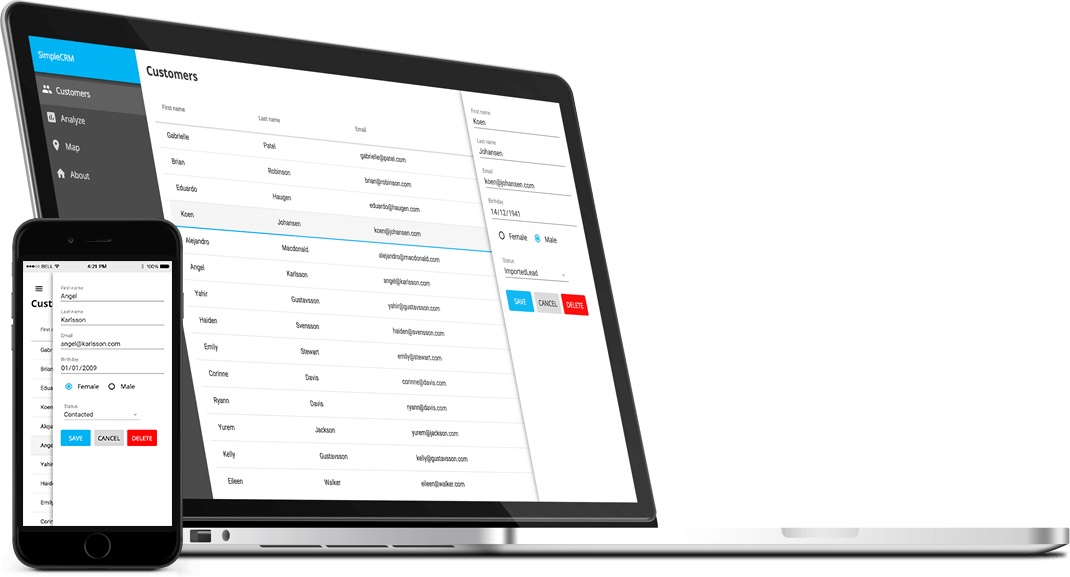 SimpleCRM
Customers
Analyze
Map
About
Customers
First name Last name Email
Gabrielle Patel gabrielle@patel.com
Brian Robinson brian@robinson.com
Eduardo Haugen eduardo@haugen.com
Koen Johansen koen@johansen.com
Alejandro Macdonald alejandro@macdonald.com
Angel Karlsson angel@karlsson.com
Yahir Gustavsson yahir@gustavsson.com
Haiden Svensson haiden@svensson.com
Emily Stewart emily@stewart.com
Corinne Davis corinne@davis.com
Ryann Davis ryann@davis.com
Yurem Jackson yurem@jackson.com
Kelly Gustavsson kelly@gustavsson.com
Eileen Walker eileen@walker.com
First name
Koen
Last name
Johansen
Email
koen@johansen.com
Birthday
14/12/1941
Female Male
Status
ImportedLead
SAVE CANCEL DELETE
BELL 4:21 PM 100%
Cust
First n
Gabr
Brian
Edua
Koen
Aleja
Ange
Yahir
Haide
Emily
Corin
First name
Angel
Last name
Karlsson
Email
angel@karlsson.com
Birthday
01/01/2009
Female Male
Status
Contacted
SAVE CANCEL DELETE